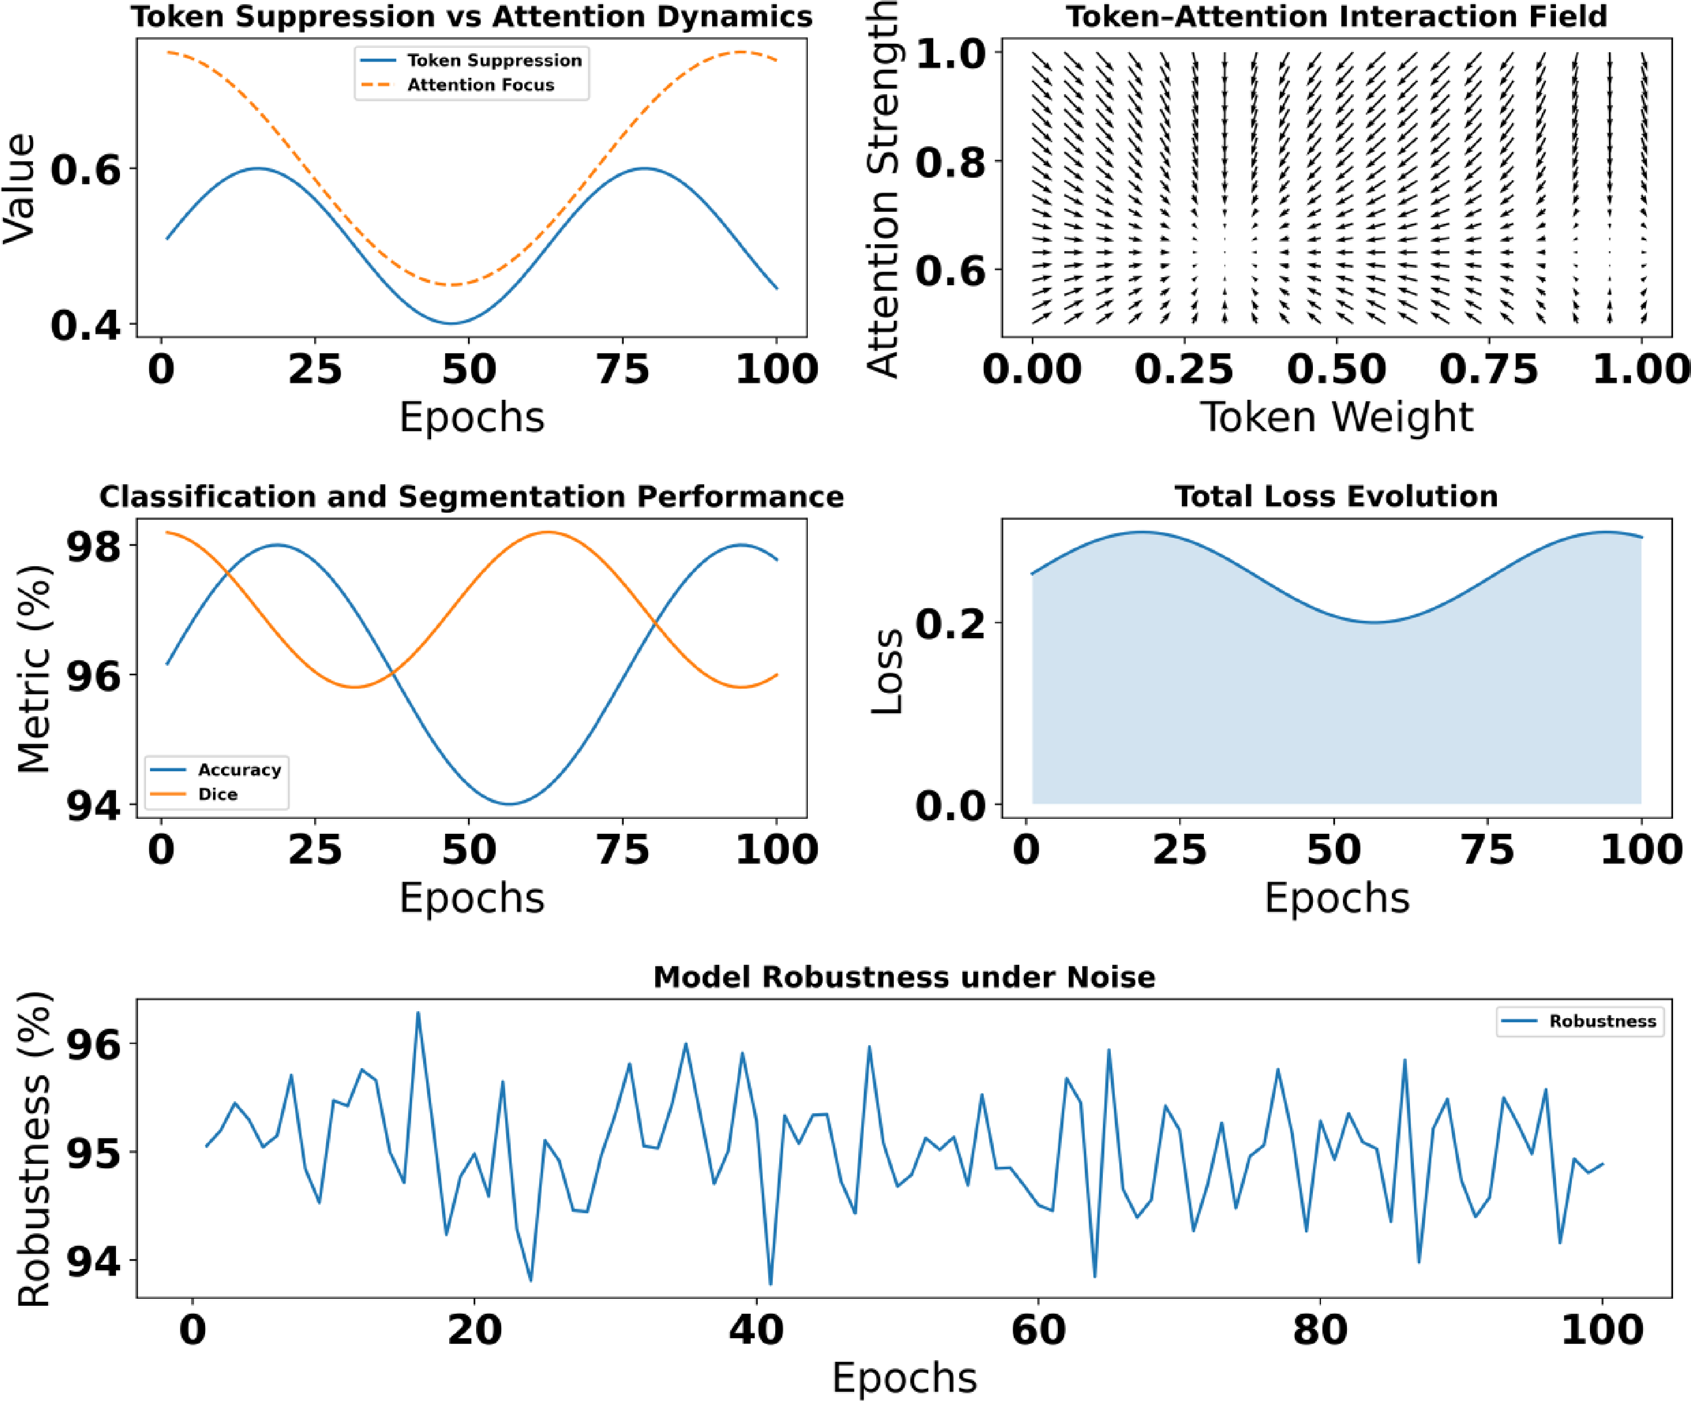 Token Suppression vs Attention Dynamics
Token Suppression
Attention Focus
Value
0.6
0.4
0 25 50 75 100
Epochs
Token–Attention Interaction Field
Attention Strength
1.0
0.8
0.6
0.00 0.25 0.50 0.75 1.00
Token Weight
Classification and Segmentation Performance
Metric (%)
98
96
94
Accuracy
Dice
0 25 50 75 100
Epochs
Total Loss Evolution
Loss
0.2
0.0
0 25 50 75 100
Epochs
Model Robustness under Noise
Robustness
Robustness (%)
96
95
94
0 20 40 60 80 100
Epochs